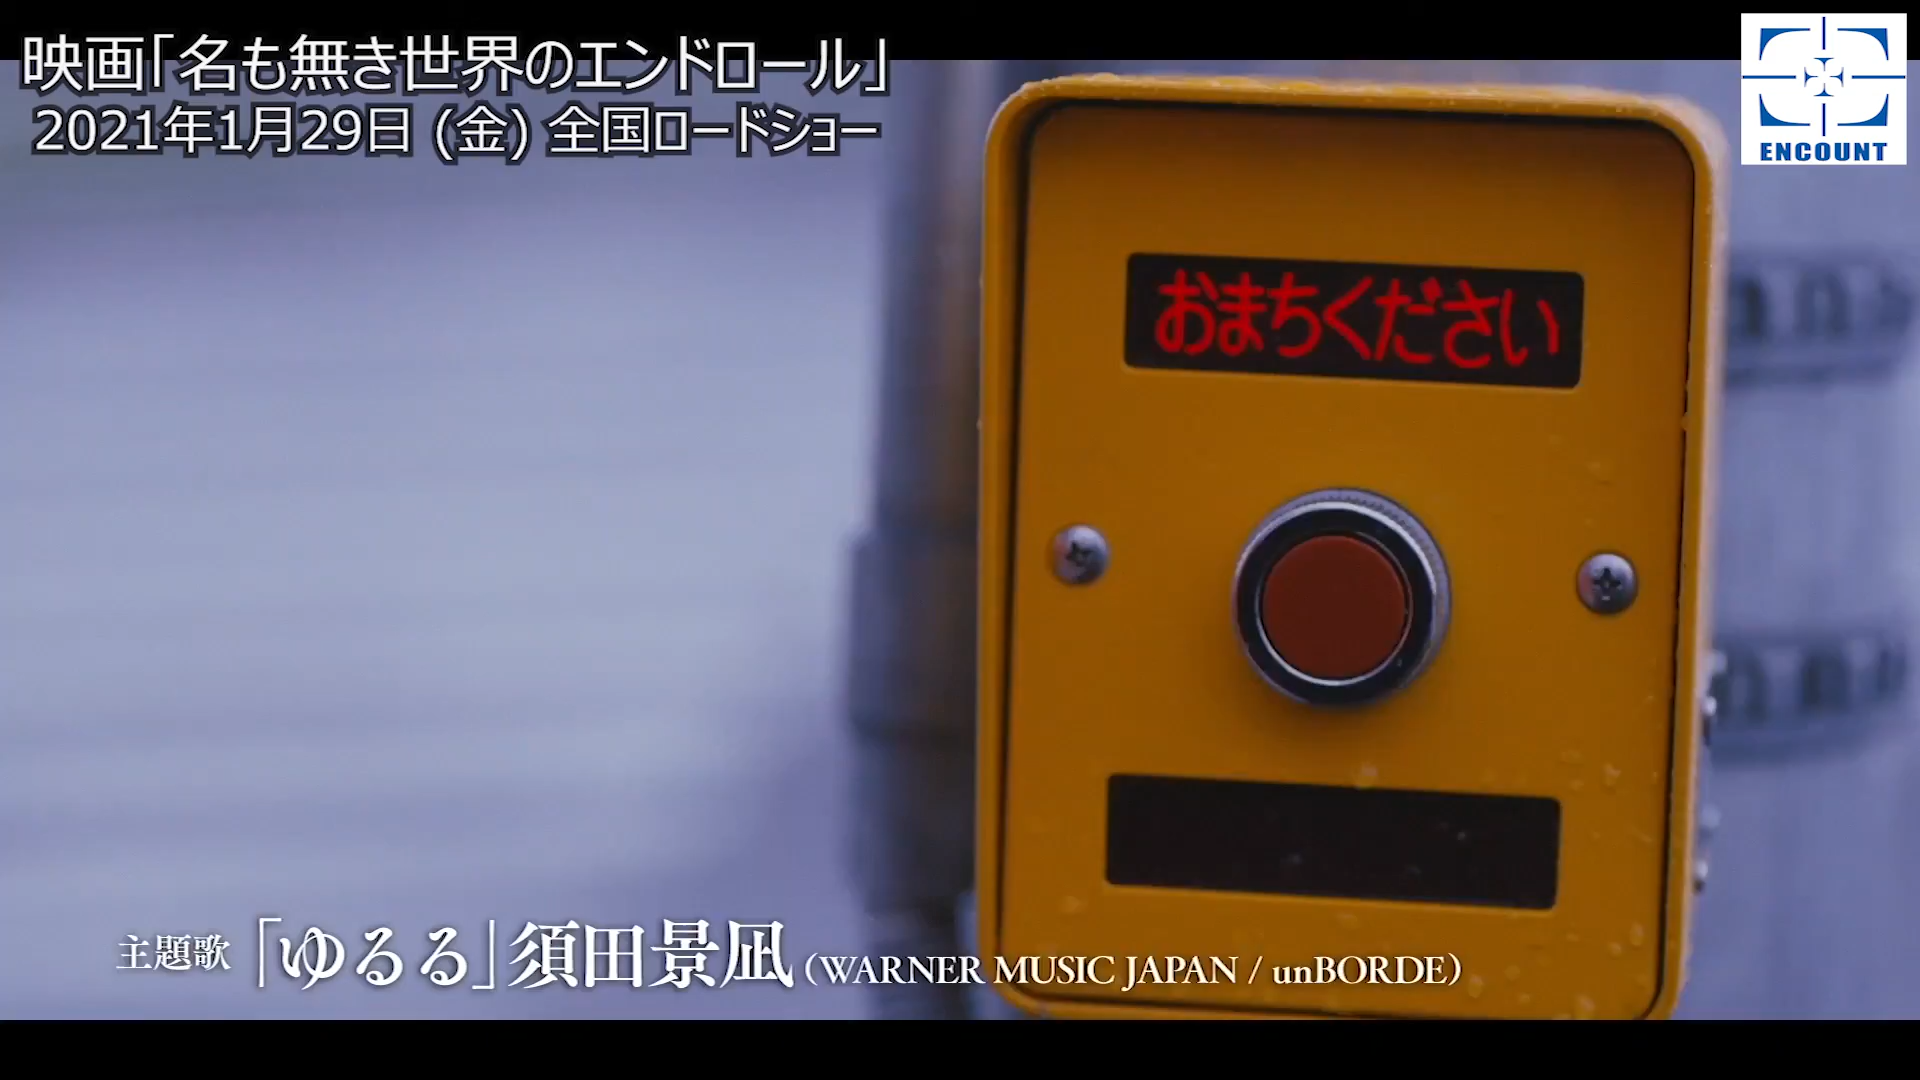 映画「名も無き世界のエンドロール」
2021年1月29日 (金) 全国ロードショー
ENCOUNT
おまちください
主題歌「ゆるる」須田景凪(WARNER MUSIC JAPAN / unBORDE)